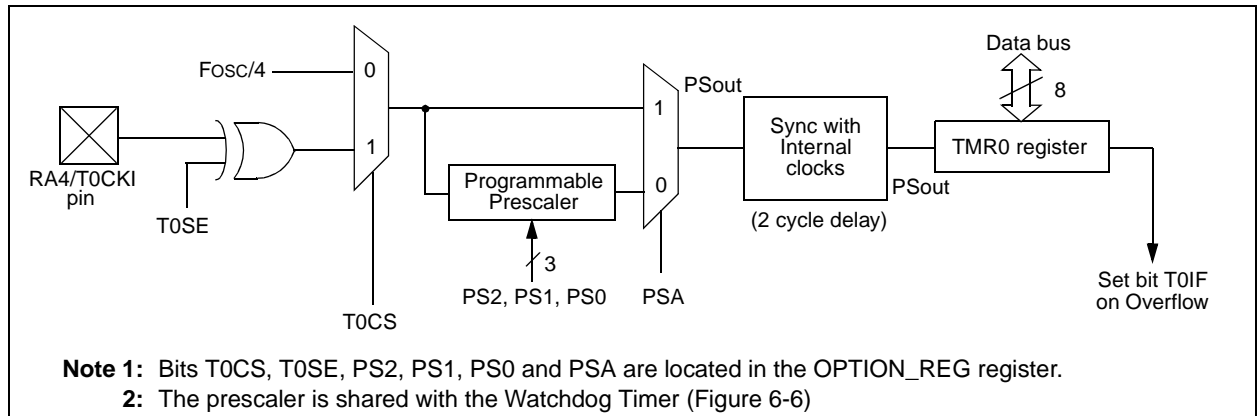 Data bus
8
FOSC/4
0
1
RA4/T0CKI
pin
T0SE
T0CS
Programmable
Prescaler
3
PS2, PS1, PS0
1
0
PSA
PSout
Sync with
Internal
clocks
(2 cycle delay)
PSout
TMR0 register
Set bit T0IF
on Overflow
Note 1: Bits T0CS, T0SE, PS2, PS1, PS0 and PSA are located in the OPTION_REG register.
2: The prescaler is shared with the Watchdog Timer (Figure 6-6)